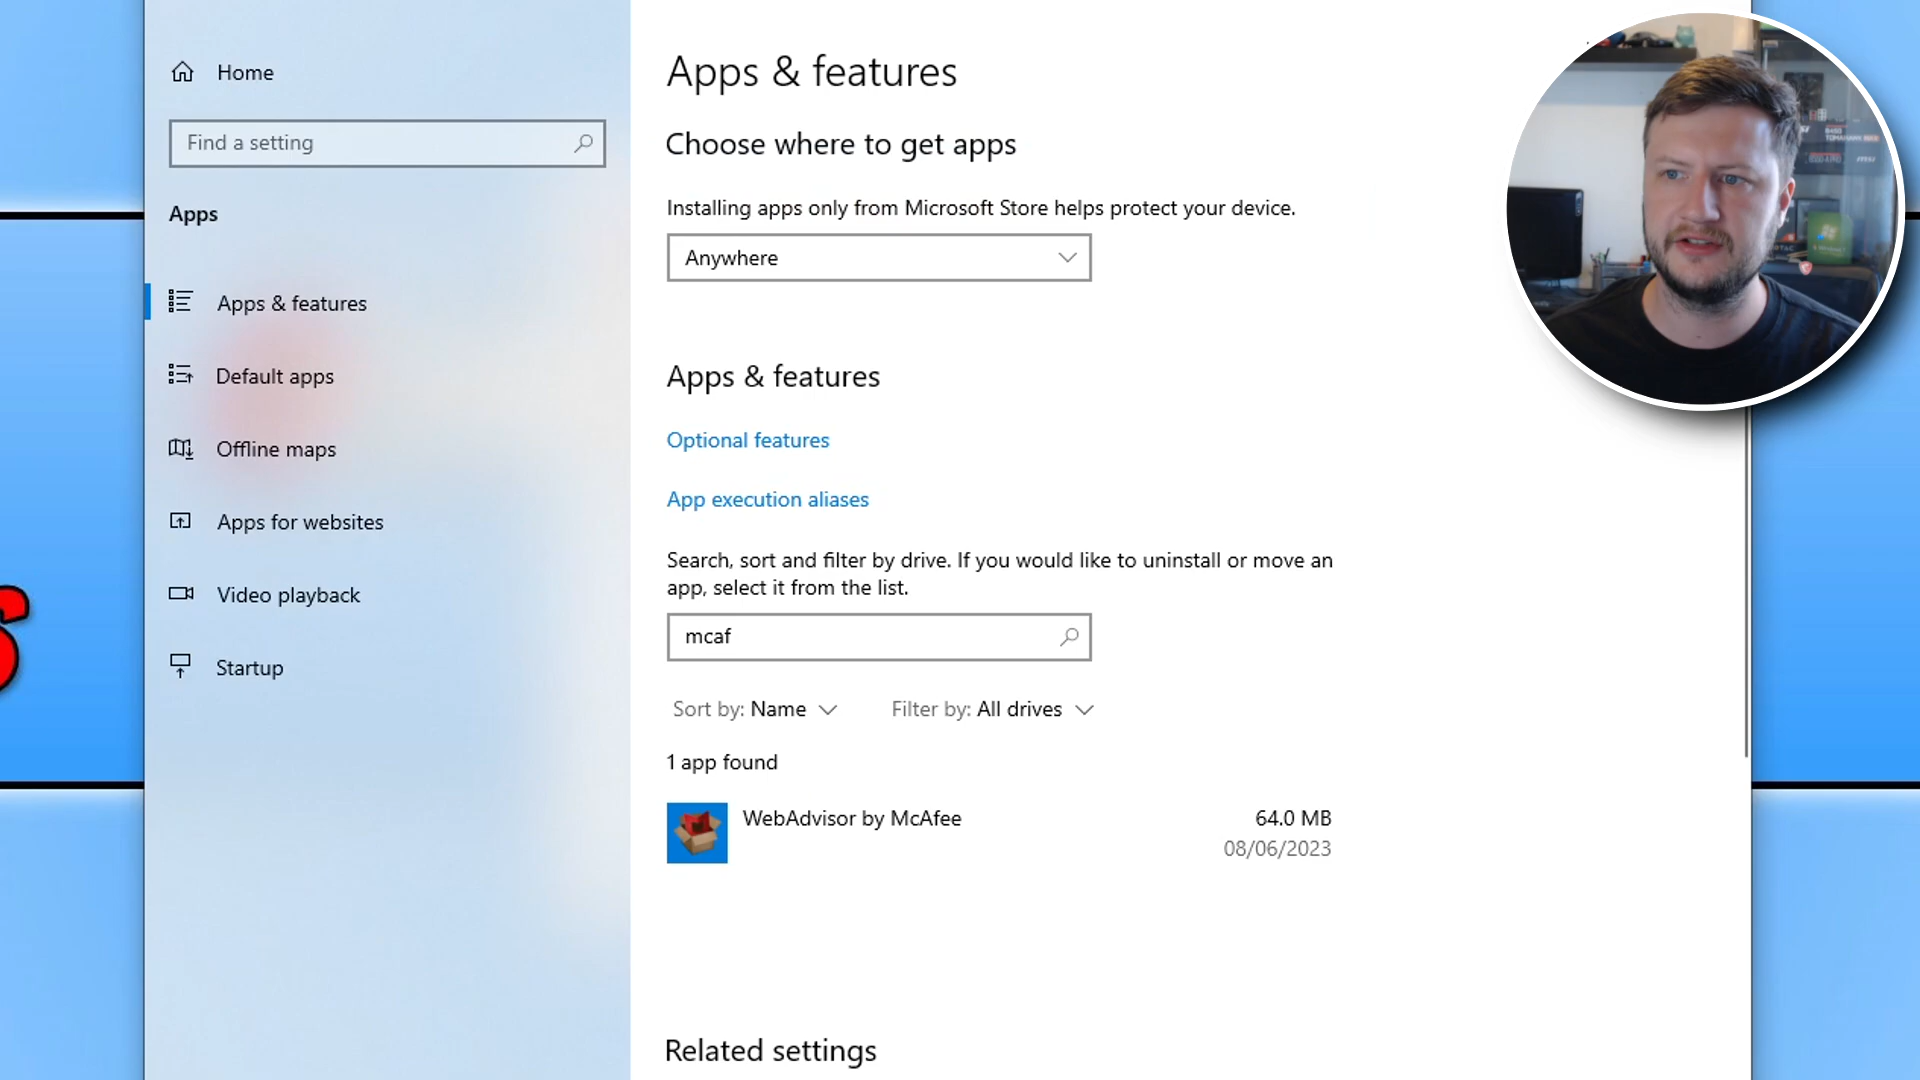 Home
Find a setting
Apps
Apps & features
Default apps
Offline maps
Apps for websites
Video playback
Startup
Apps & features
Choose where to get apps
Installing apps only from Microsoft Store helps protect your device.
Anywhere
Apps & features
Optional features
App execution aliases
Search, sort and filter by drive. If you would like to uninstall or move an
app, select it from the list.
mcaf
Sort by: Name
Filter by: All drives
1 app found
WebAdvisor by McAfee
64.0 MB
08/06/2023
Related settings
TOMAHAWK